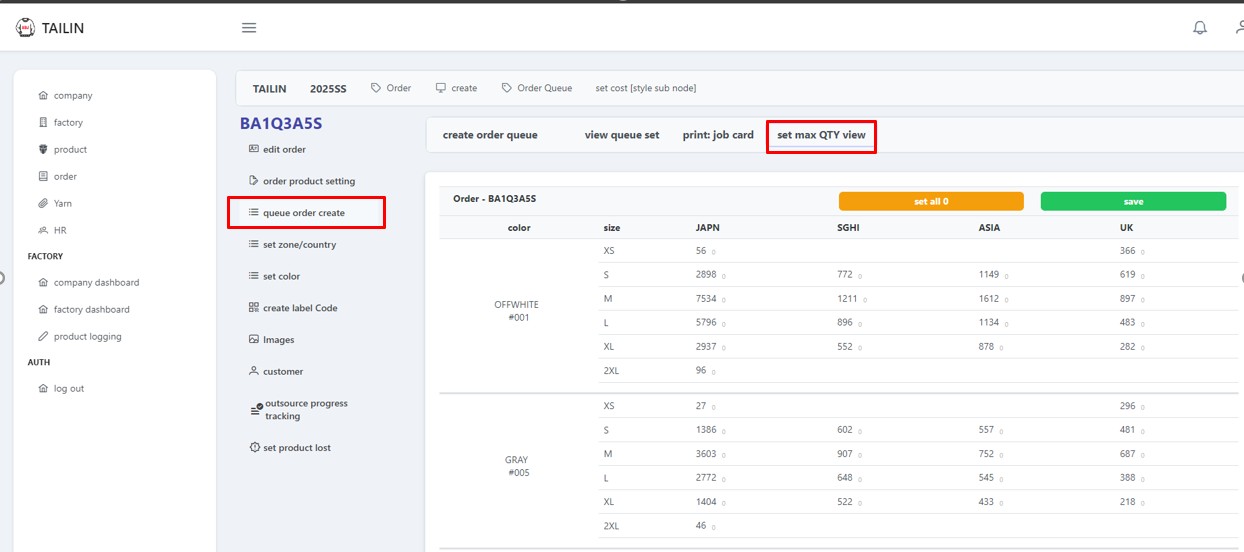 TAILIN
company
factory
product
order
Yarn
HR
FACTORY
company dashboard
factory dashboard
product logging
AUTH
log out
TAILIN 2025SS Order create Order Queue set cost [style sub node]
BA1Q3A5S
edit order
order product setting
queue order create
set zone/country
set color
create label Code
Images
customer
outsource progress
tracking
set product lost
create order queue view queue set print: job card set max QTY view
Order - BA1Q3A5S set all 0 save
color size JAPN SGHI ASIA UK
OFFWHITE
#001
XS 56 0 366 0
S 2898 0 772 0 1149 0 619 0
M 7534 0 1211 0 1612 0 897 0
L 5796 0 896 0 1134 0 483 0
XL 2937 0 552 0 878 0 282 0
2XL 96 0
GRAY
#005
XS 27 0 296 0
S 1386 0 602 0 557 0 481 0
M 3603 0 907 0 752 0 687 0
L 2772 0 648 0 545 0 388 0
XL 1404 0 522 0 433 0 218 0
2XL 46 0